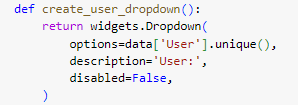 def create_user_dropdown():
    return widgets.Dropdown(
        options=data['User'].unique(),
        description='User:',
        disabled=False,
    )